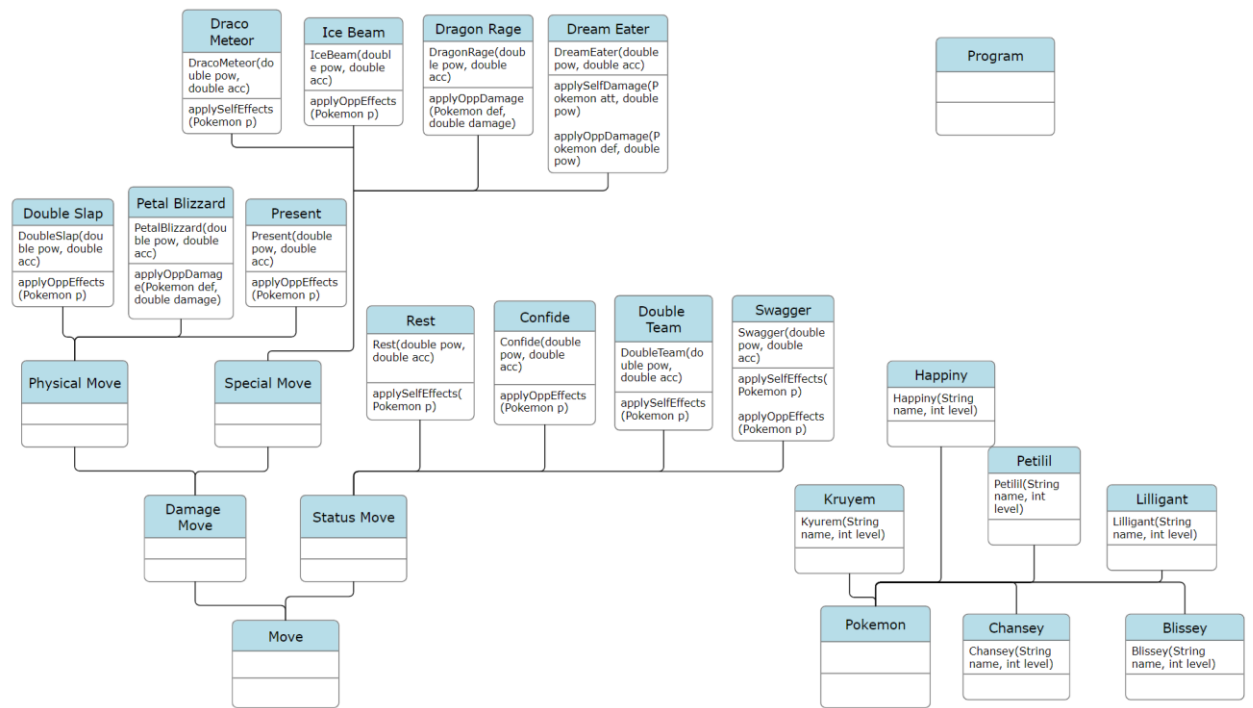 Draco
Meteor
DracoMeteor(do
uble pow,
double acc)
applySelfEffects
(Pokemon p)
Ice Beam
IceBeam(doubl
e pow, double
acc)
applyOppEffects
(Pokemon p)
Dragon Rage
DragonRage(dou
ble pow, double
acc)
applyOppDamage
(Pokemon def,
double damage)
Dream Eater
DreamEater(double
pow, double acc)
applySelfDamage(P
okemon att, double
pow)
applyOppDamage(P
okemon def, double
pow)
Program
Double Slap
DoubleSlap(dou
ble pow, double
acc)
applyOppEffects
(Pokemon p)
Petal Blizzard
PetalBlizzard(dou
ble pow, double
acc)
applyOppDamag
e(Pokemon def,
double damage)
Present
Present(double
pow, double
acc)
applyOppEffects
(Pokemon p)
Rest
Rest(double pow,
double acc)
applySelfEffects(
Pokemon p)
Confide
Confide(double
pow, double
acc)
applyOppEffects
(Pokemon p)
Double
Team
DoubleTeam(do
uble pow,
double acc)
applySelfEffects
(Pokemon p)
Swagger
Swagger(double
pow, double
acc)
applySelfEffects(
Pokemon p)
applyOppEffects
(Pokemon p)
Physical Move
Special Move
Happiny
Happiny(String
name, int level)
Petilil
Petilil(String
name, int
level)
Kruyem
Kyurem(String
name, int level)
Lilligant
Lilligant(String
name, int level)
Damage
Move
Status Move
Move
Pokemon
Chansey
Chansey(String
name, int level)
Blissey
Blissey(String
name, int level)